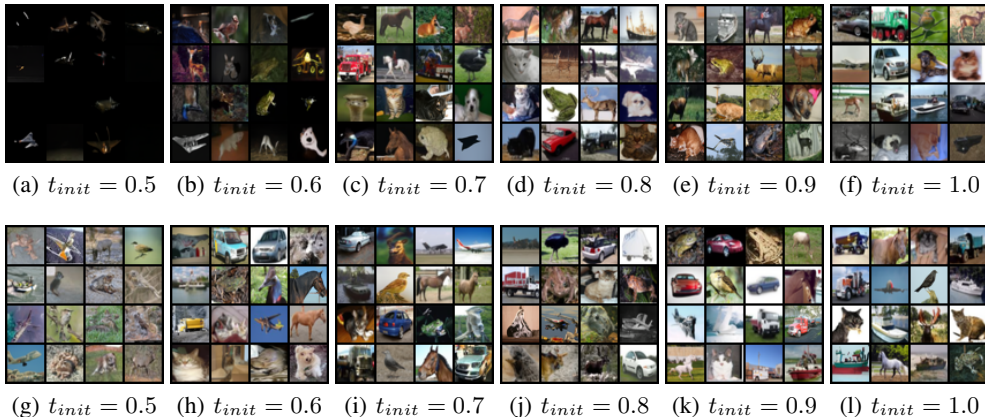 (a) t_init = 0.5 (b) t_init = 0.6 (c) t_init = 0.7 (d) t_init = 0.8 (e) t_init = 0.9 (f) t_init = 1.0
(g) t_init = 0.5 (h) t_init = 0.6 (i) t_init = 0.7 (j) t_init = 0.8 (k) t_init = 0.9 (l) t_init = 1.0